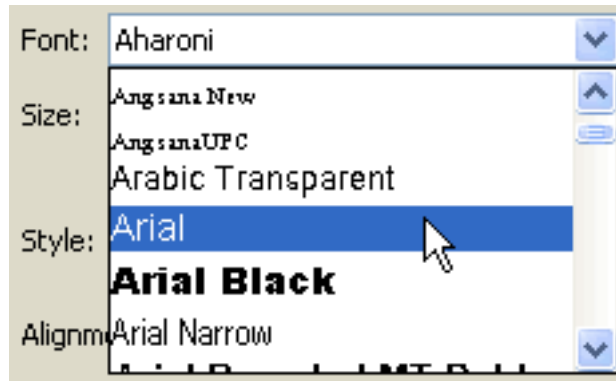 Font: Aharoni
Angsana New
Size:
AngsanaUPC
Arabic Transparent
Style: Arial
Arial Black
Alignm Arial Narrow